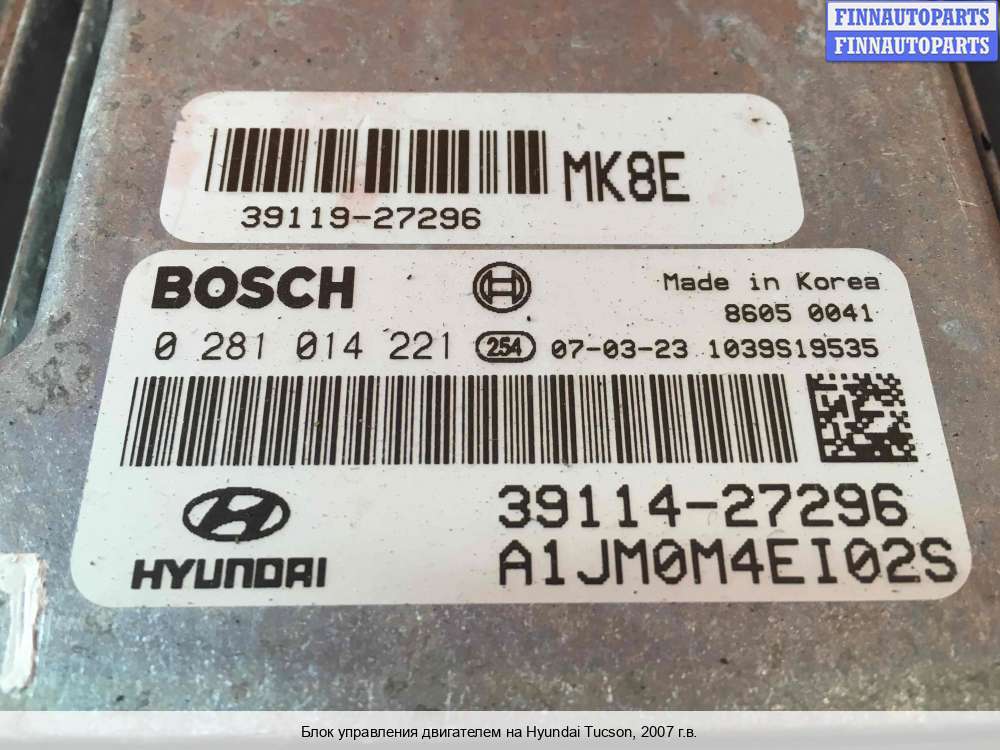 FINNAUTOPARTS
FINNAUTOPARTS
MK8E
39119-27296
BOSCH
Made in Korea
8605 0041
0 281 014 221 254 07-03-23 1039S19535
39114-27296
HYUNDAI
A1JM0M4EI02S
Блок управления двигателем на Hyundai Tucson, 2007 г.в.